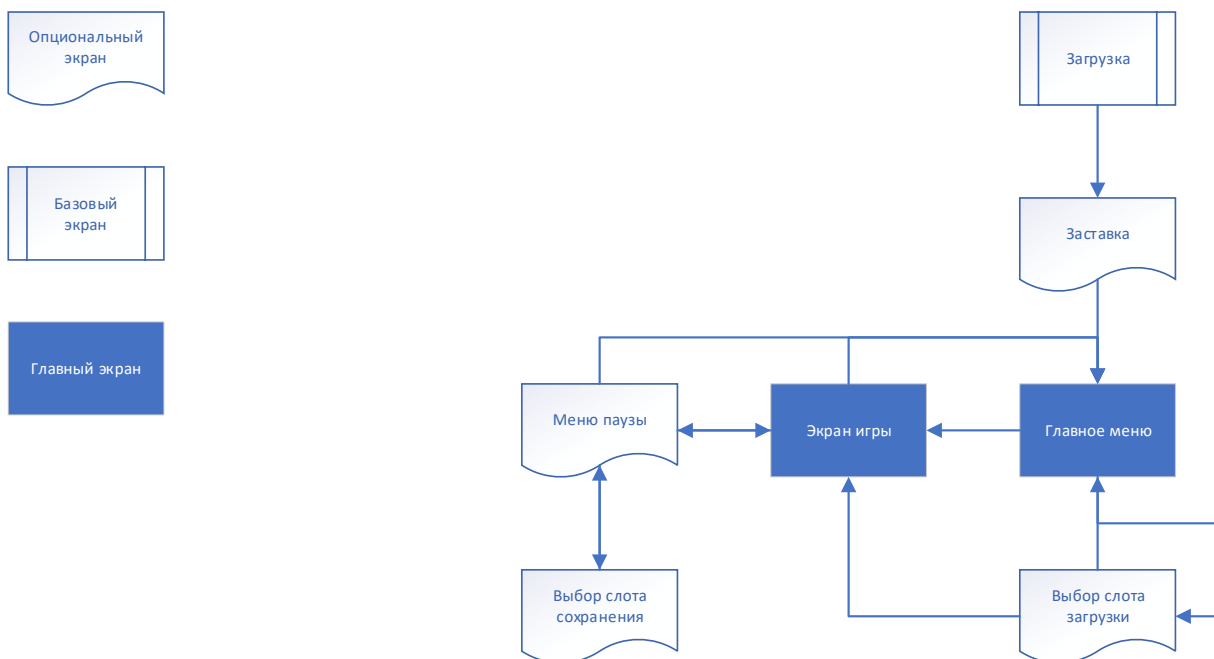 Опциональный
экран
Загрузка
Базовый
экран
Заставка
Главный экран
Меню паузы
Экран игры
Главное меню
Выбор слота
сохранения
Выбор слота
загрузки